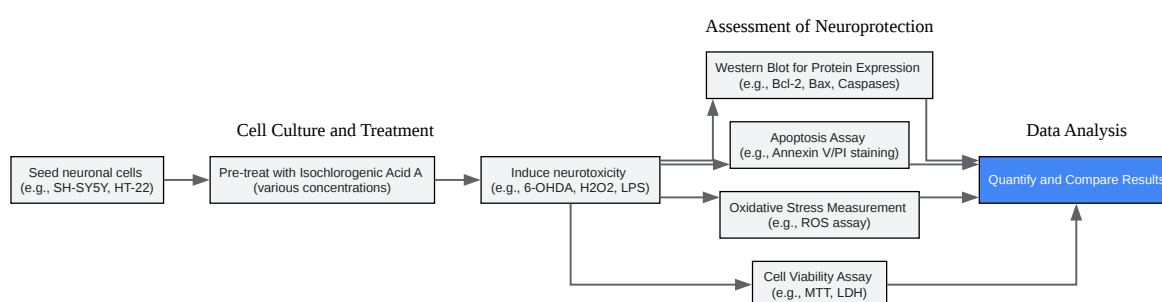 Assessment of Neuroprotection
Western Blot for Protein Expression
(e.g., Bcl-2, Bax, Caspases)
Cell Culture and Treatment
Apoptosis Assay
(e.g., Annexin V/PI staining)
Data Analysis
Seed neuronal cells
(e.g., SH-SY5Y, HT-22)
Pre-treat with Isochlorogenic Acid A
(various concentrations)
Induce neurotoxicity
(e.g., 6-OHDA, H2O2, LPS)
Quantify and Compare Results
Oxidative Stress Measurement
(e.g., ROS assay)
Cell Viability Assay
(e.g., MTT, LDH)